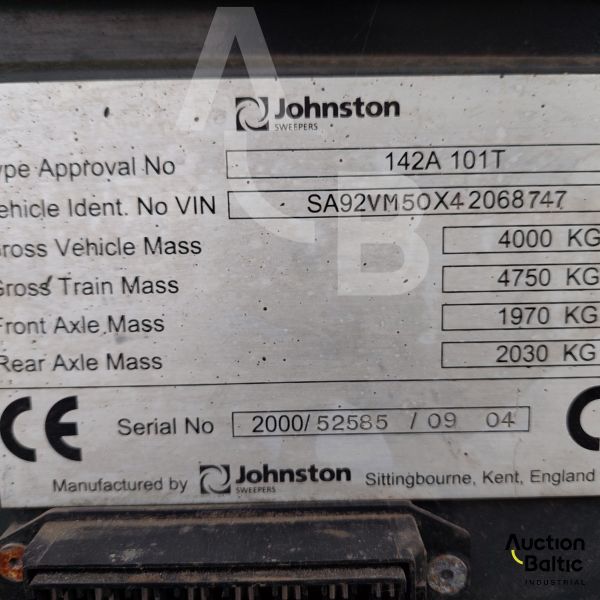 Johnston
SWEEPERS
ype Approval No 142A 101T
ehicle Ident. No VIN SA92VM50X42068747
ross Vehicle Mass 4000 KG
Gross Train Mass 4750 KG
Front Axle Mass 1970 KG
Rear Axle Mass 2030 KG
CE Serial No 2000/52585 /09 04 C
Manufactured by Johnston SWEEPERS Sittingbourne, Kent, England
A
B
Auction
Baltic
INDUSTRIAL